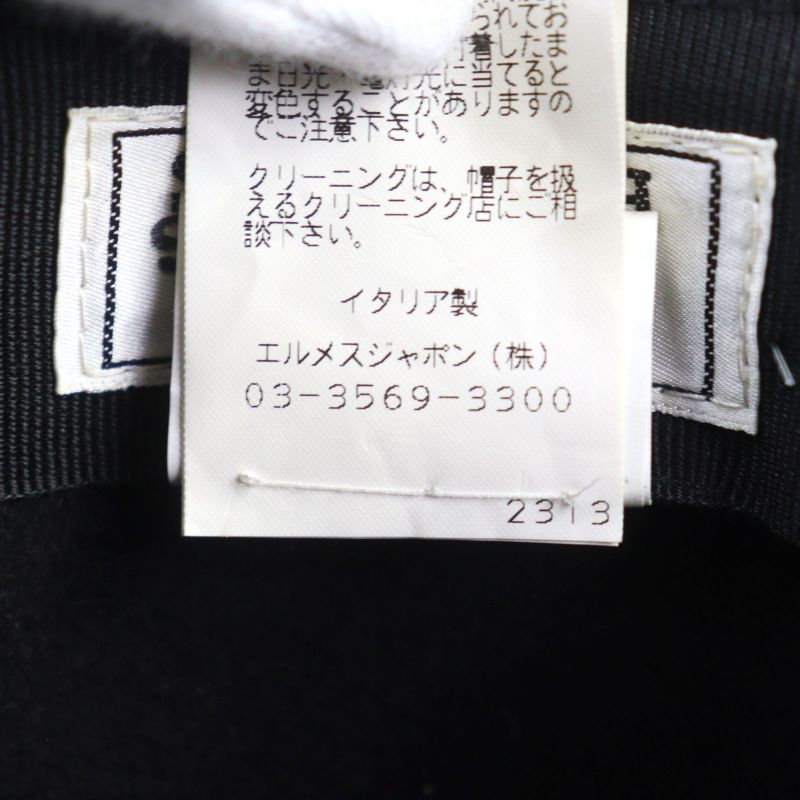 おま
られて
付着したま
ま日光・電灯光に当てると
変色することがありますの
でご注意下さい。
クリーニングは、帽子を扱
えるクリーニング店にご相
談下さい。
イタリア製
エルメスジャポン(株)
03-3569-3300
2313